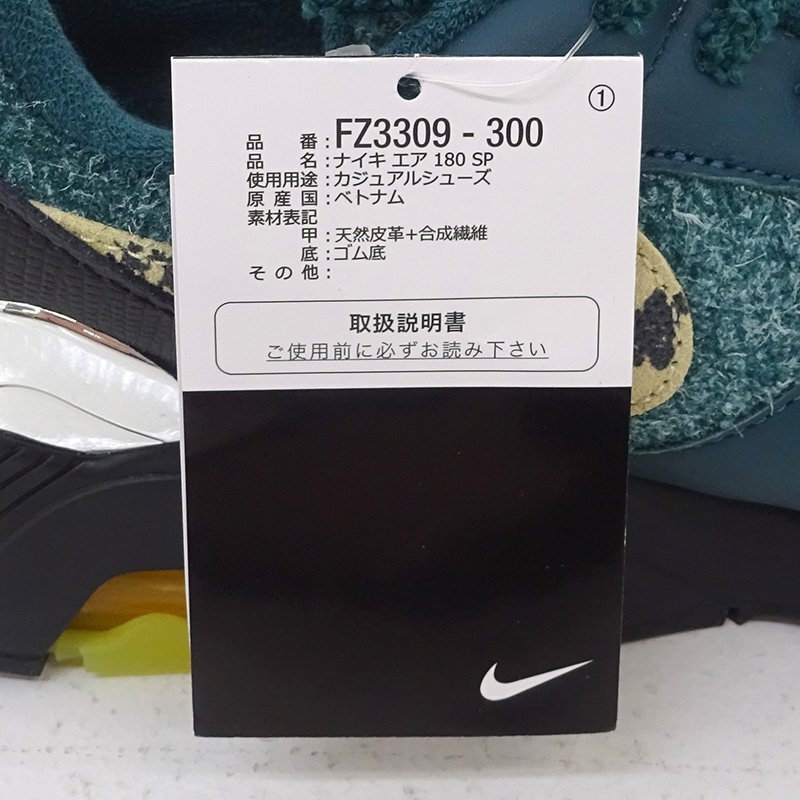 ①
品番:FZ3309 - 300
品名:ナイキ エア 180 SP
使用用途:カジュアルシューズ
原産国:ベトナム
素材表記
甲:天然皮革+合成繊維
底:ゴム底
その他:
取扱説明書
ご使用前に必ずお読み下さい